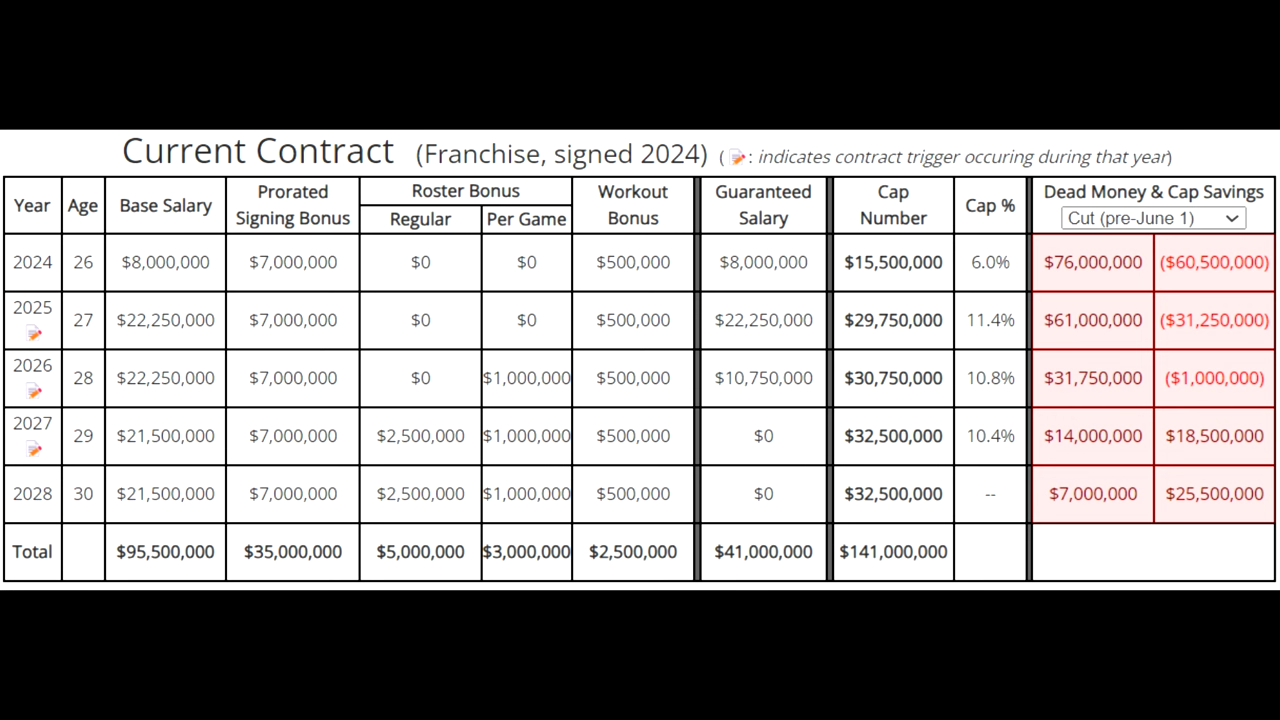 Current Contract (Franchise, signed 2024) ( : indicates contract trigger occuring during that year)
Year Age Base Salary Prorated Signing Bonus Roster Bonus Regular Per Game Workout Bonus Guaranteed Salary Cap Number Cap % Dead Money & Cap Savings Cut (pre-June 1)
2024 26 $8,000,000 $7,000,000 $0 $0 $500,000 $8,000,000 $15,500,000 6.0% $76,000,000 ($60,500,000)
2025 27 $22,250,000 $7,000,000 $0 $0 $500,000 $22,250,000 $29,750,000 11.4% $61,000,000 ($31,250,000)
2026 28 $22,250,000 $7,000,000 $0 $1,000,000 $500,000 $10,750,000 $30,750,000 10.8% $31,750,000 ($1,000,000)
2027 29 $21,500,000 $7,000,000 $2,500,000 $1,000,000 $500,000 $0 $32,500,000 10.4% $14,000,000 $18,500,000
2028 30 $21,500,000 $7,000,000 $2,500,000 $1,000,000 $500,000 $0 $32,500,000 -- $7,000,000 $25,500,000
Total $95,500,000 $35,000,000 $5,000,000 $3,000,000 $2,500,000 $41,000,000 $141,000,000